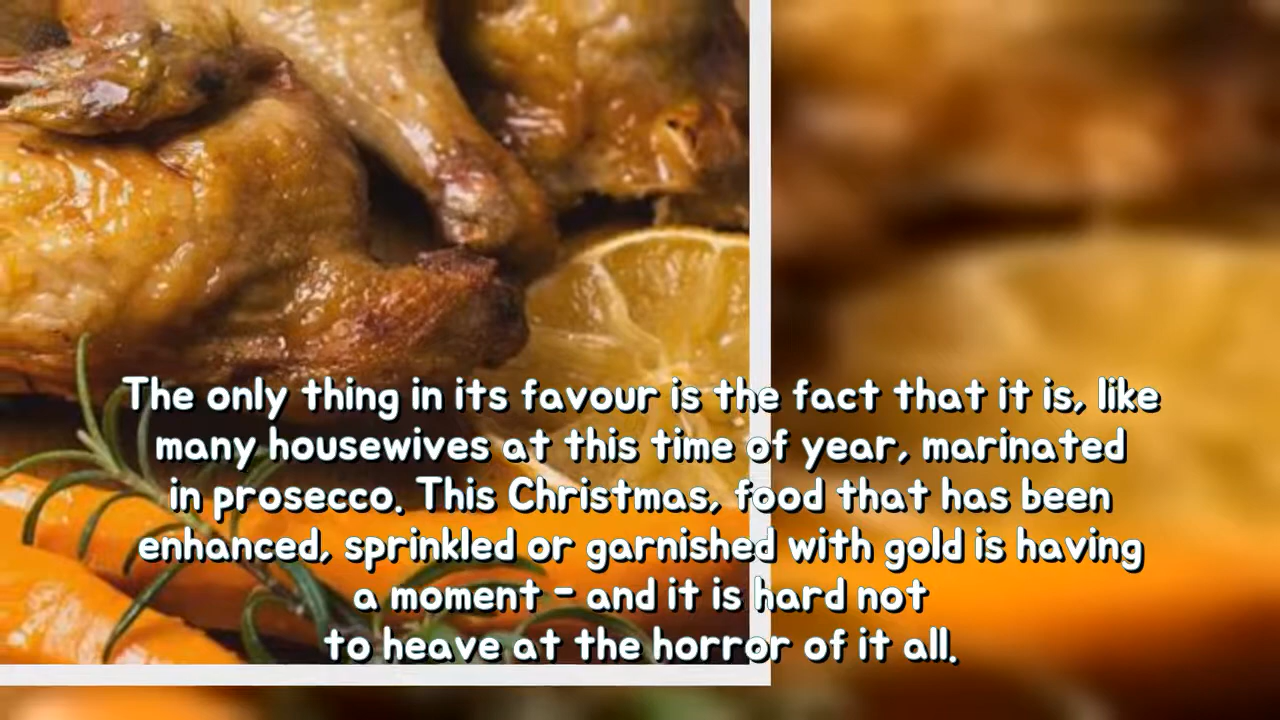 The only thing in its favour is the fact that it is, like
many housewives at this time of year, marinated
in prosecco. This Christmas, food that has been
enhanced, sprinkled or garnished with gold is having
a moment - and it is hard not
to heave at the horror of it all.